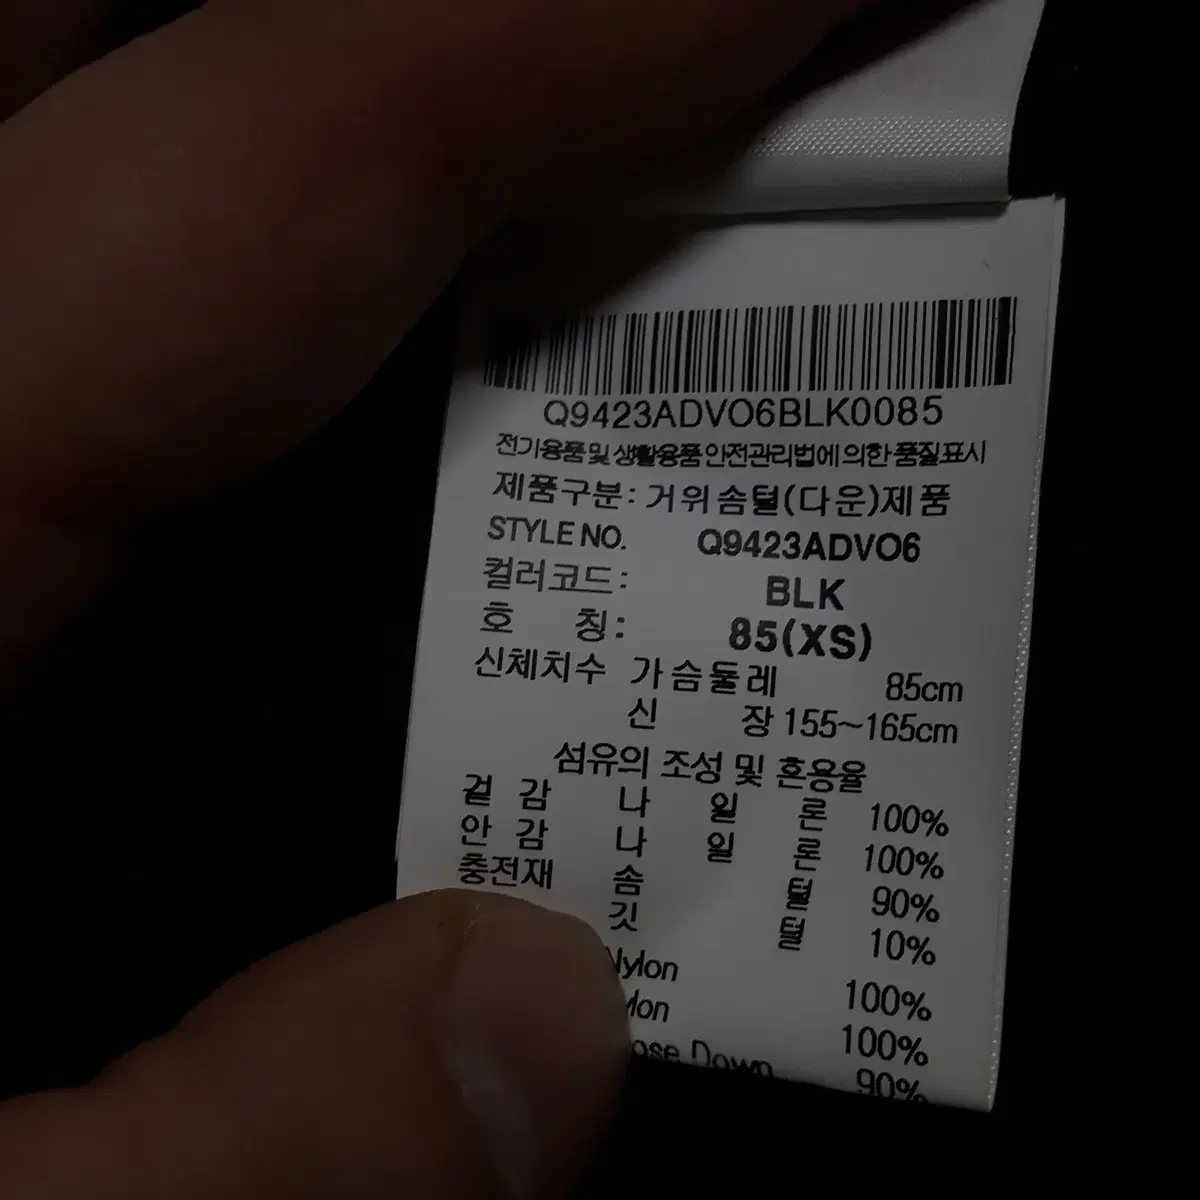 Q9423ADVO6BLK0085
전기용품및 생활용품안전관리법에의한 품질표시
제품구분: 거위솜털(다운)제품
STYLE NO. Q9423ADVO6
컬러코드: BLK
호 칭: 85(XS)
신체치수 가슴둘레 85cm
신 장 155~165cm
섬유의 조성 및 혼용율
겉 감 나 일 론 100%
안 감 나 일 론 100%
충전재 솜 털 90%
깃 털 10%
Nylon 100%
100%
Down 90%